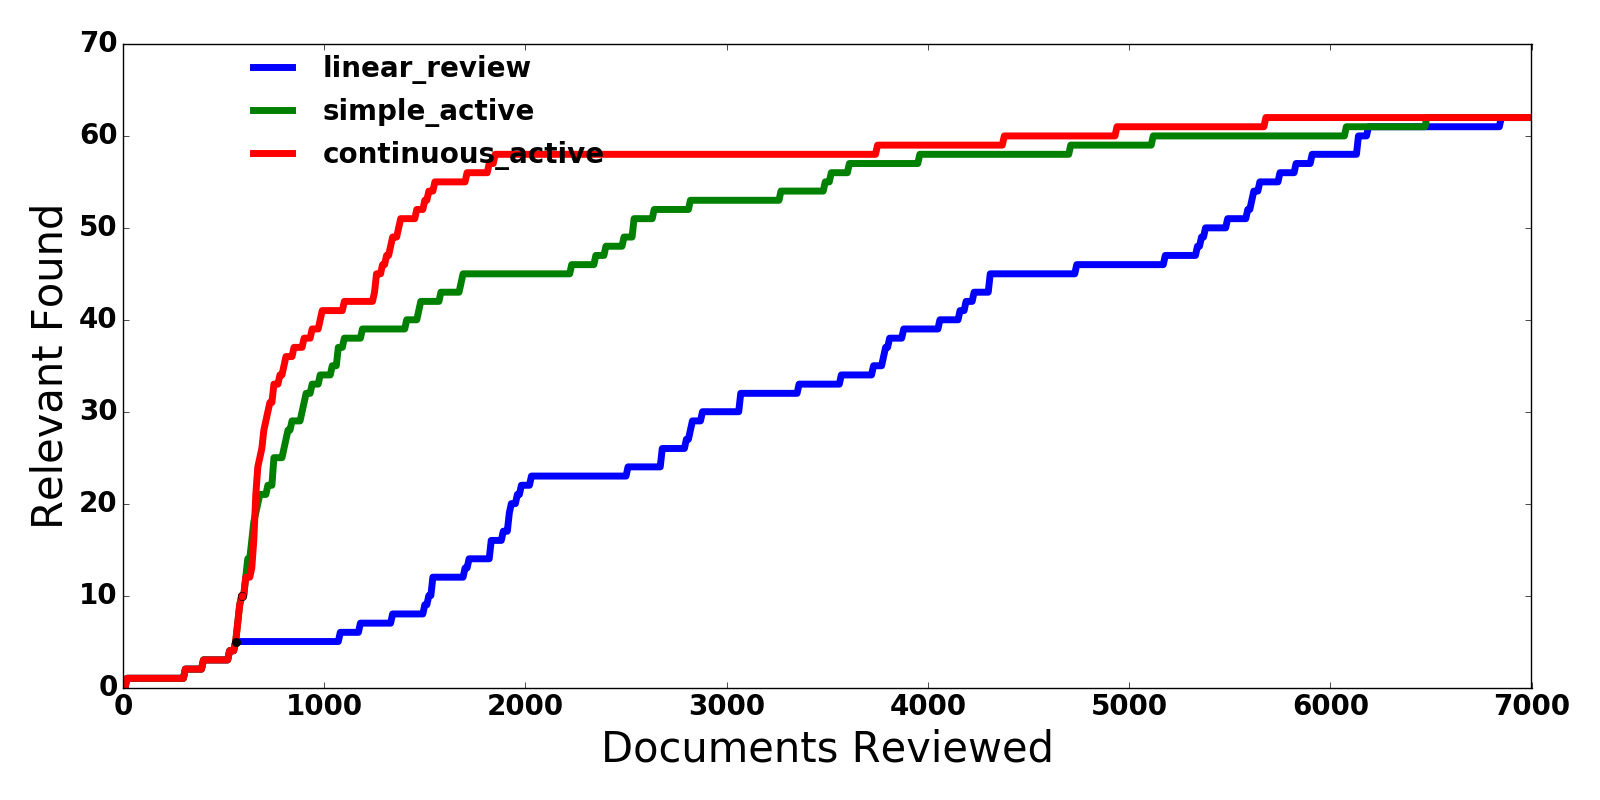 70
60
50
40
30
20
10
0
Relevant Found
linear_review
simple_active
continuous_active
0 1000 2000 3000 4000 5000 6000 7000
Documents Reviewed